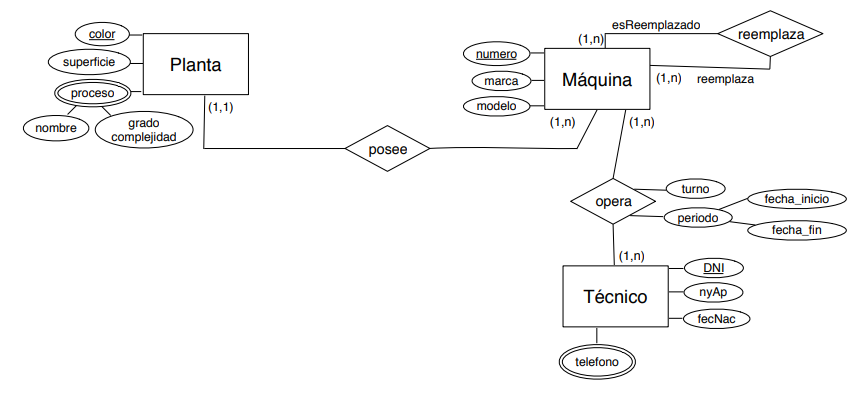 color
superficie
proceso
nombre
grado
complejidad
Planta
(1,1)
posee
esReemplazado
(1,n)
reemplaza
numero
marca
modelo
Máquina
(1,n)
reemplaza
(1,n)
(1,n)
opera
turno
periodo
fecha_inicio
fecha_fin
(1,n)
Técnico
DNI
nyAp
fecNac
telefono